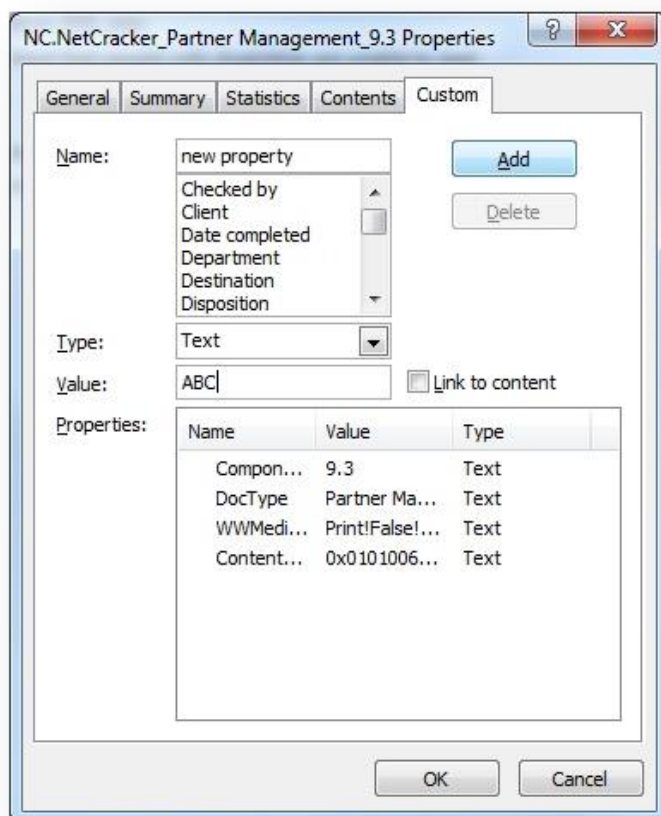 NC.NetCracker_Partner Management_9.3 Properties
General Summary Statistics Contents Custom
Name: new property Add
Checked by
Client
Date completed
Department
Destination
Disposition
Delete
Type: Text
Value: ABC Link to content
Properties: Name Value Type
Compon... 9.3 Text
DocType Partner Ma... Text
WWMedi... Print!False!... Text
Content... 0x0101006... Text
OK Cancel